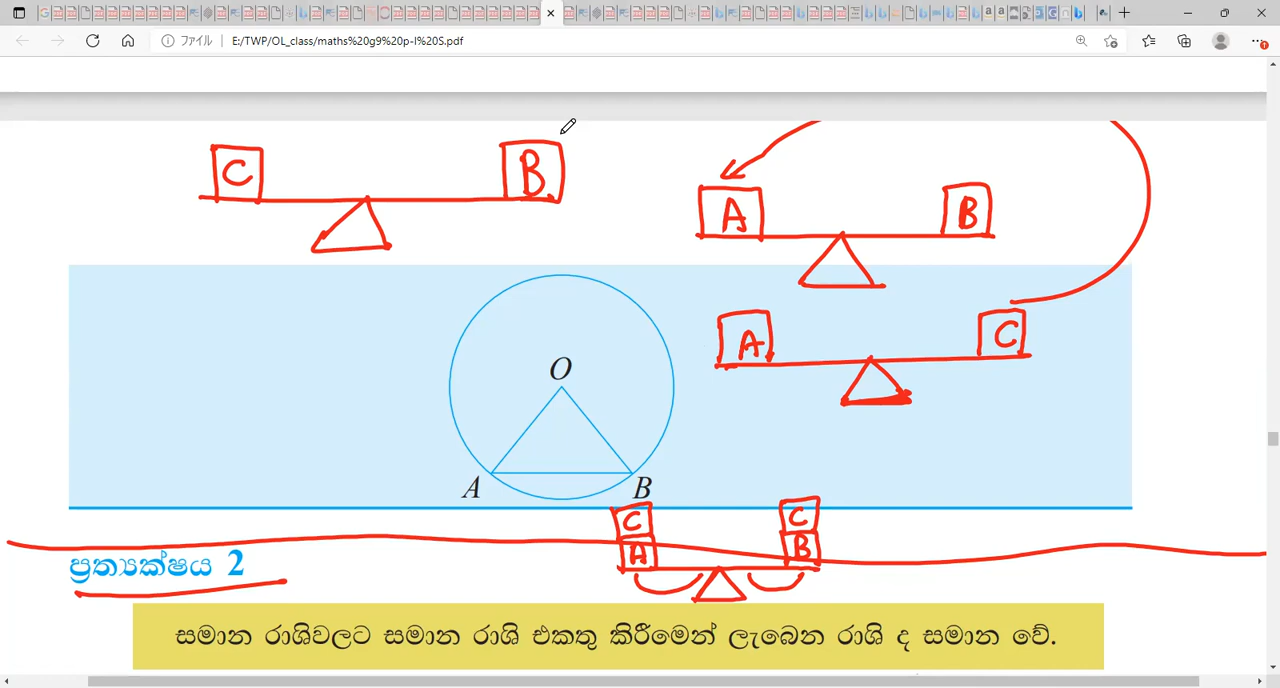 ファイル
E:/TWP/OL_class/maths%20g9%20p-I%20S.pdf
C B
A B
A C
O
A B
C C
A B
ප්‍රත්‍යක්ෂය 2
සමාන රාශිවලට සමාන රාශි එකතු කිරීමෙන් ලැබෙන රාශි ද සමාන වේ.